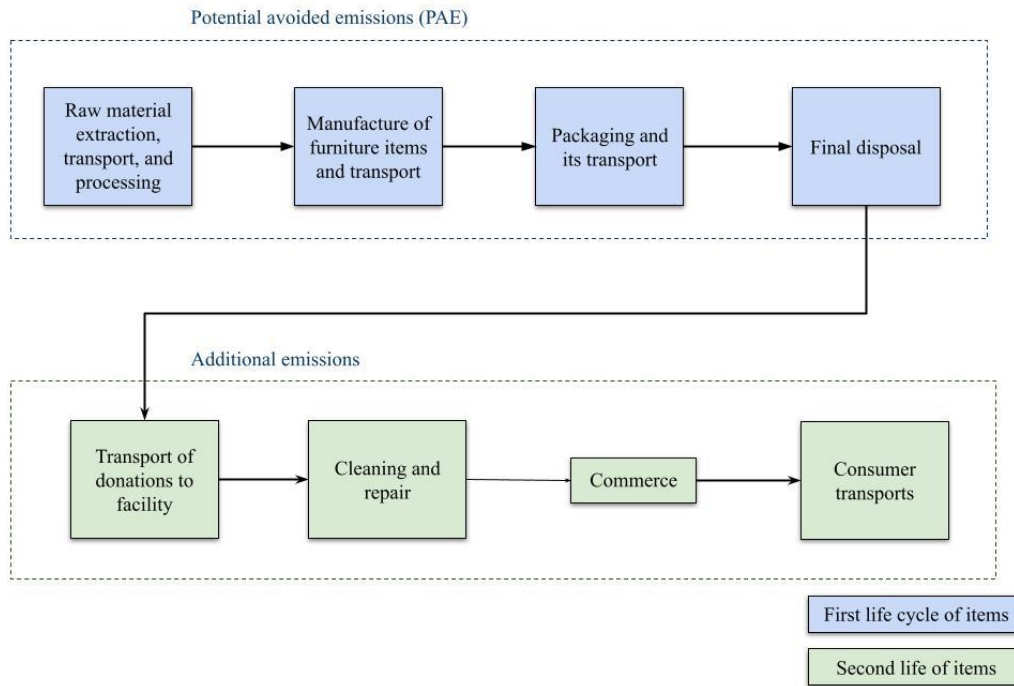 Potential avoided emissions (PAE)
Raw material
extraction,
transport, and
processing
Manufacture of
furniture items
and transport
Packaging and
its transport
Final disposal
Additional emissions
Transport of
donations to
facility
Cleaning and
repair
Commerce
Consumer
transports
First life cycle of items
Second life of items